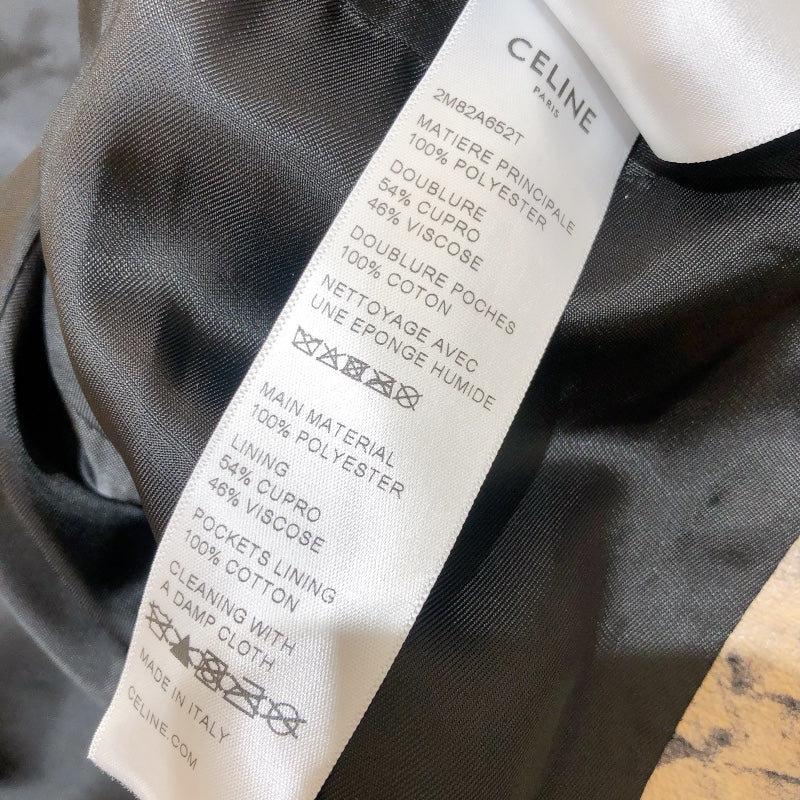 CELINE
PARIS
2M82A652T
MATIERE PRINCIPALE
100% POLYESTER
DOUBLURE
54% CUPRO
46% VISCOSE
DOUBLURE POCHES
100% COTON
NETTOYAGE AVEC
UNE EPONGE HUMIDE
MAIN MATERIAL
100% POLYESTER
LINING
54% CUPRO
46% VISCOSE
POCKETS LINING
100% COTTON
CLEANING WITH
A DAMP CLOTH
MADE IN ITALY
CELINE.COM